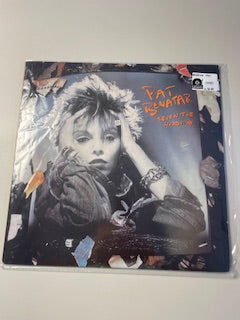 PAT
BENATAR
SEVEN THE
HARD WAY